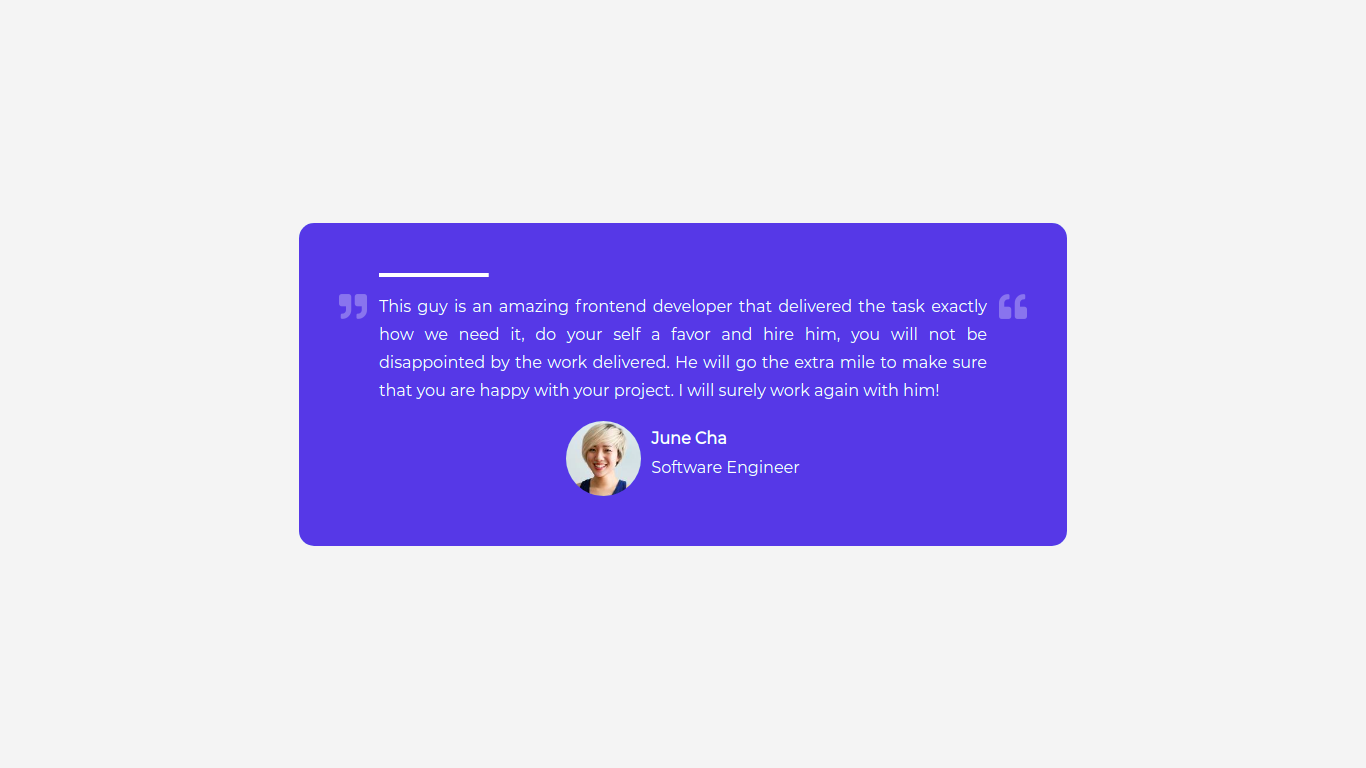 This guy is an amazing frontend developer that delivered the task exactly
how we need it, do your self a favor and hire him, you will not be
disappointed by the work delivered. He will go the extra mile to make sure
that you are happy with your project. I will surely work again with him!
June Cha
Software Engineer